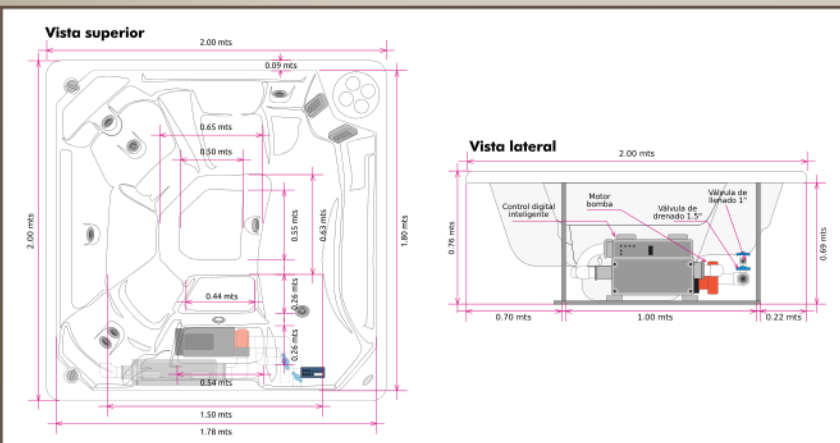 Vista superior
2.00 mts
0.09 mts
0.65 mts
0.50 mts
2.00 mts
0.55 mts
0.63 mts
1.80 mts
0.44 mts
0.26 mts
0.26 mts
0.54 mts
1.50 mts
1.78 mts
Vista lateral
2.00 mts
Control digital
inteligente
Motor
bomba
Válvula de
drenado 1.5"
Válvula de
llenado 1"
0.76 mts
0.69 mts
0.70 mts
1.00 mts
0.22 mts